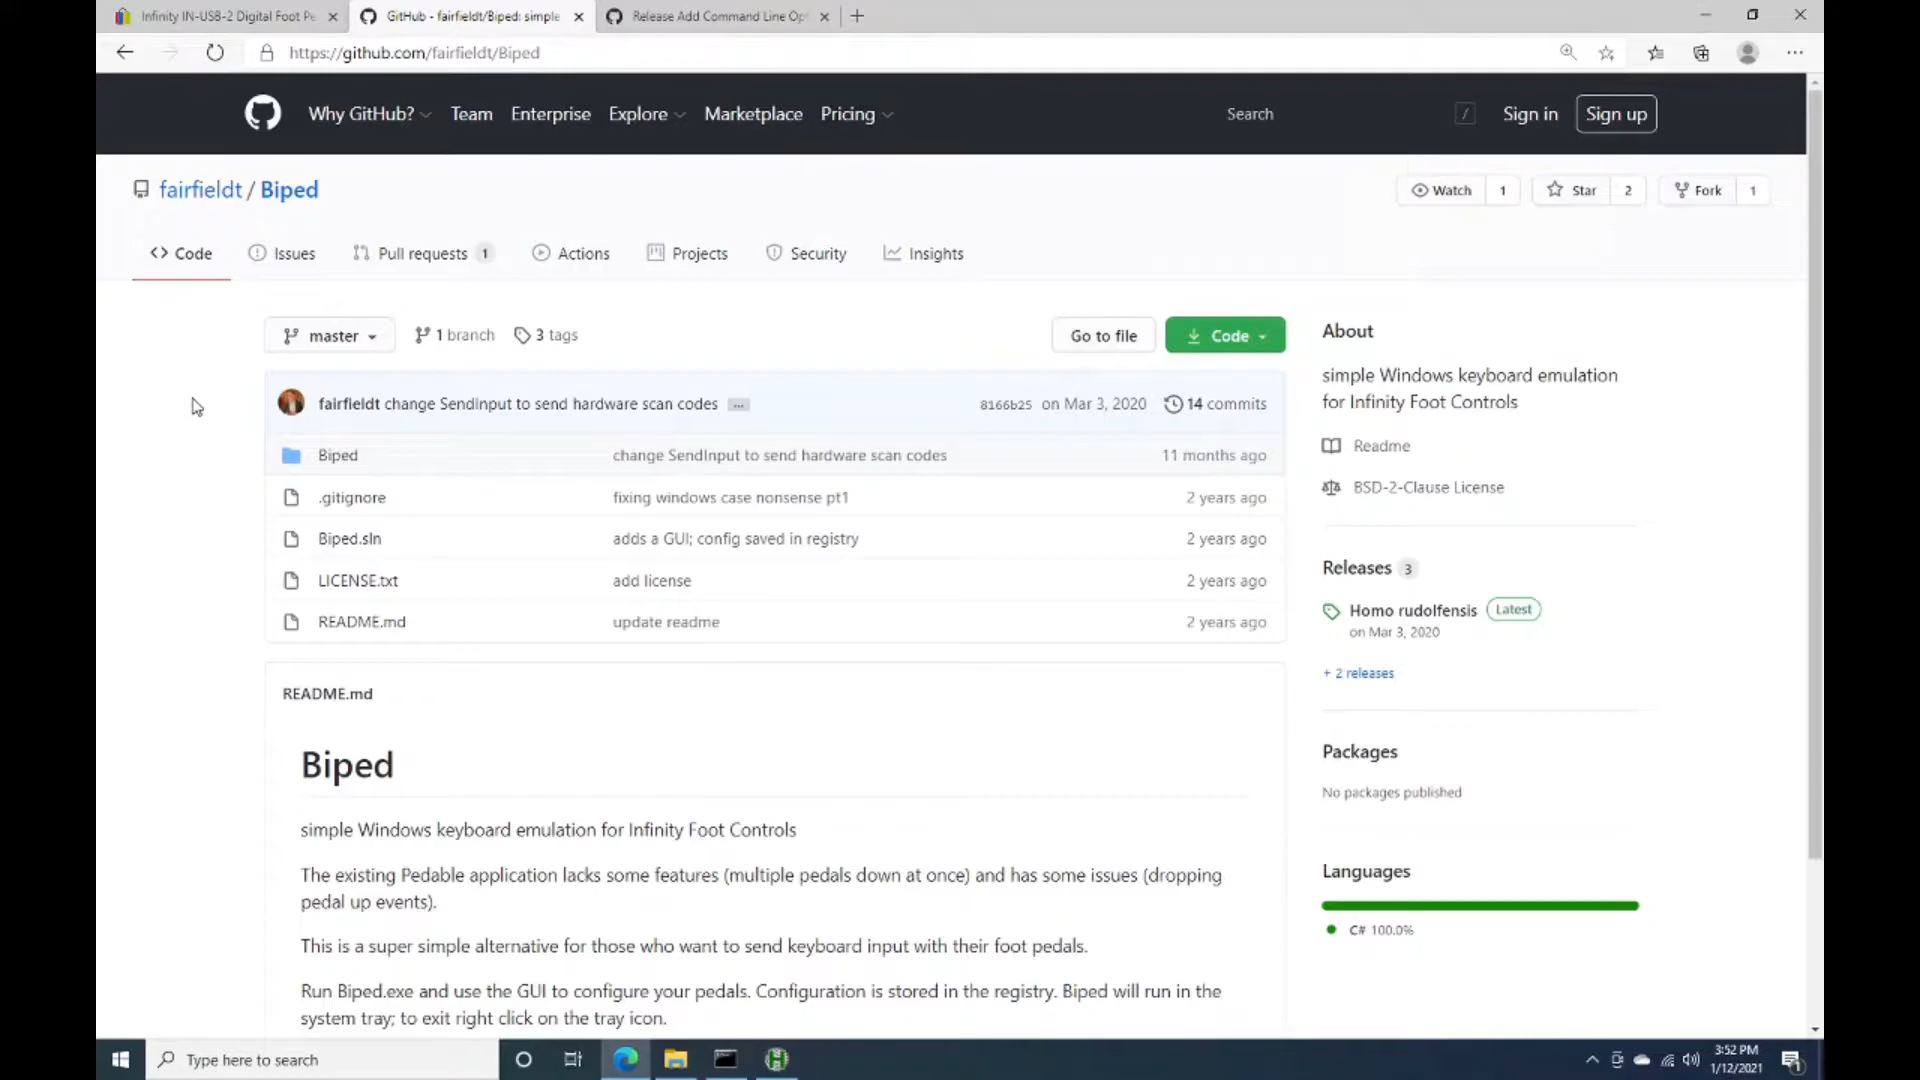 Infinity IN-USB-2 Digital Foot Pe
GitHub - fairfieldt/Biped: simple
Release Add Command Line Op
https://github.com/fairfieldt/Biped
Why GitHub? Team Enterprise Explore Marketplace Pricing Search / Sign in Sign up
fairfieldt / Biped
Watch 1 Star 2 Fork 1
Code Issues Pull requests 1 Actions Projects Security Insights
master 1 branch 3 tags Go to file Code
fairfieldt change SendInput to send hardware scan codes ... 8166b25 on Mar 3, 2020 14 commits
Biped change SendInput to send hardware scan codes 11 months ago
.gitignore fixing windows case nonsense pt1 2 years ago
Biped.sln adds a GUI; config saved in registry 2 years ago
LICENSE.txt add license 2 years ago
README.md update readme 2 years ago
README.md
Biped
simple Windows keyboard emulation for Infinity Foot Controls
The existing Pedable application lacks some features (multiple pedals down at once) and has some issues (dropping
pedal up events).
This is a super simple alternative for those who want to send keyboard input with their foot pedals.
Run Biped.exe and use the GUI to configure your pedals. Configuration is stored in the registry. Biped will run in the
system tray; to exit right click on the tray icon.
About
simple Windows keyboard emulation
for Infinity Foot Controls
Readme
BSD-2-Clause License
Releases 3
Homo rudolfensis Latest
on Mar 3, 2020
+ 2 releases
Packages
No packages published
Languages
C# 100.0%
Type here to search
3:52 PM
1/12/2021
1